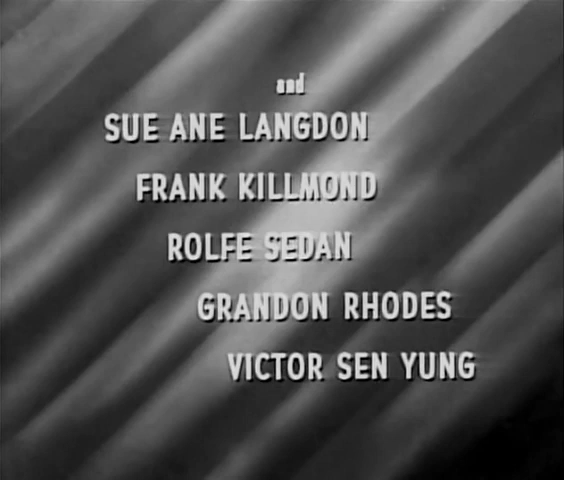 and
SUE ANE LANGDON
FRANK KILLMOND
ROLFE SEDAN
GRANDON RHODES
VICTOR SEN YUNG